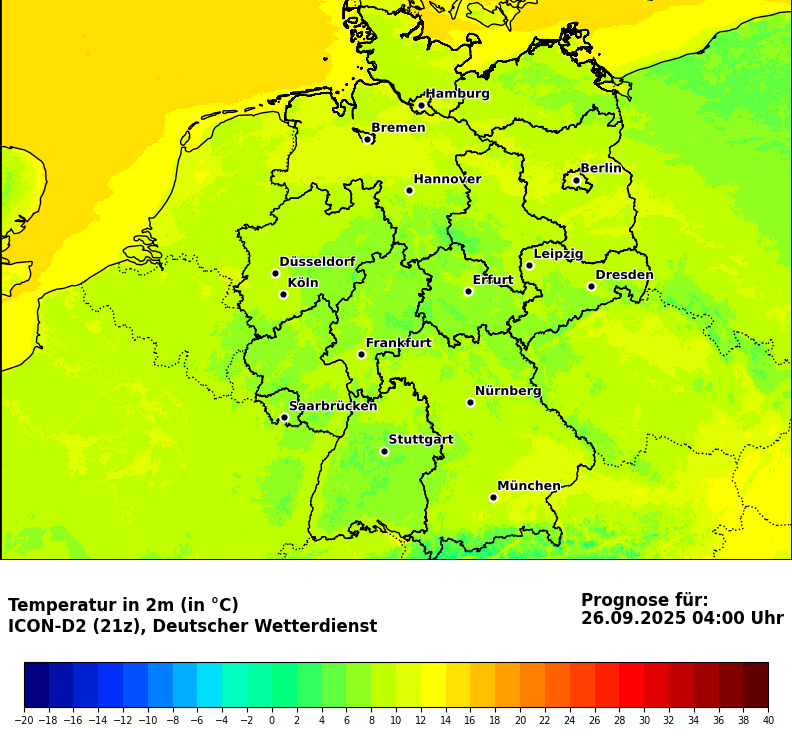 Hamburg
Bremen
Berlin
Hannover
Leipzig
Düsseldorf
Dresden
Köln
Erfurt
Frankfurt
Nürnberg
Saarbrücken
Stuttgart
München
Temperatur in 2m (in °C)
ICON-D2 (21z), Deutscher Wetterdienst
Prognose für:
26.09.2025 04:00 Uhr
−20 −18 −16 −14 −12 −10 −8 −6 −4 −2 0 2 4 6 8 10 12 14 16 18 20 22 24 26 28 30 32 34 36 38 40